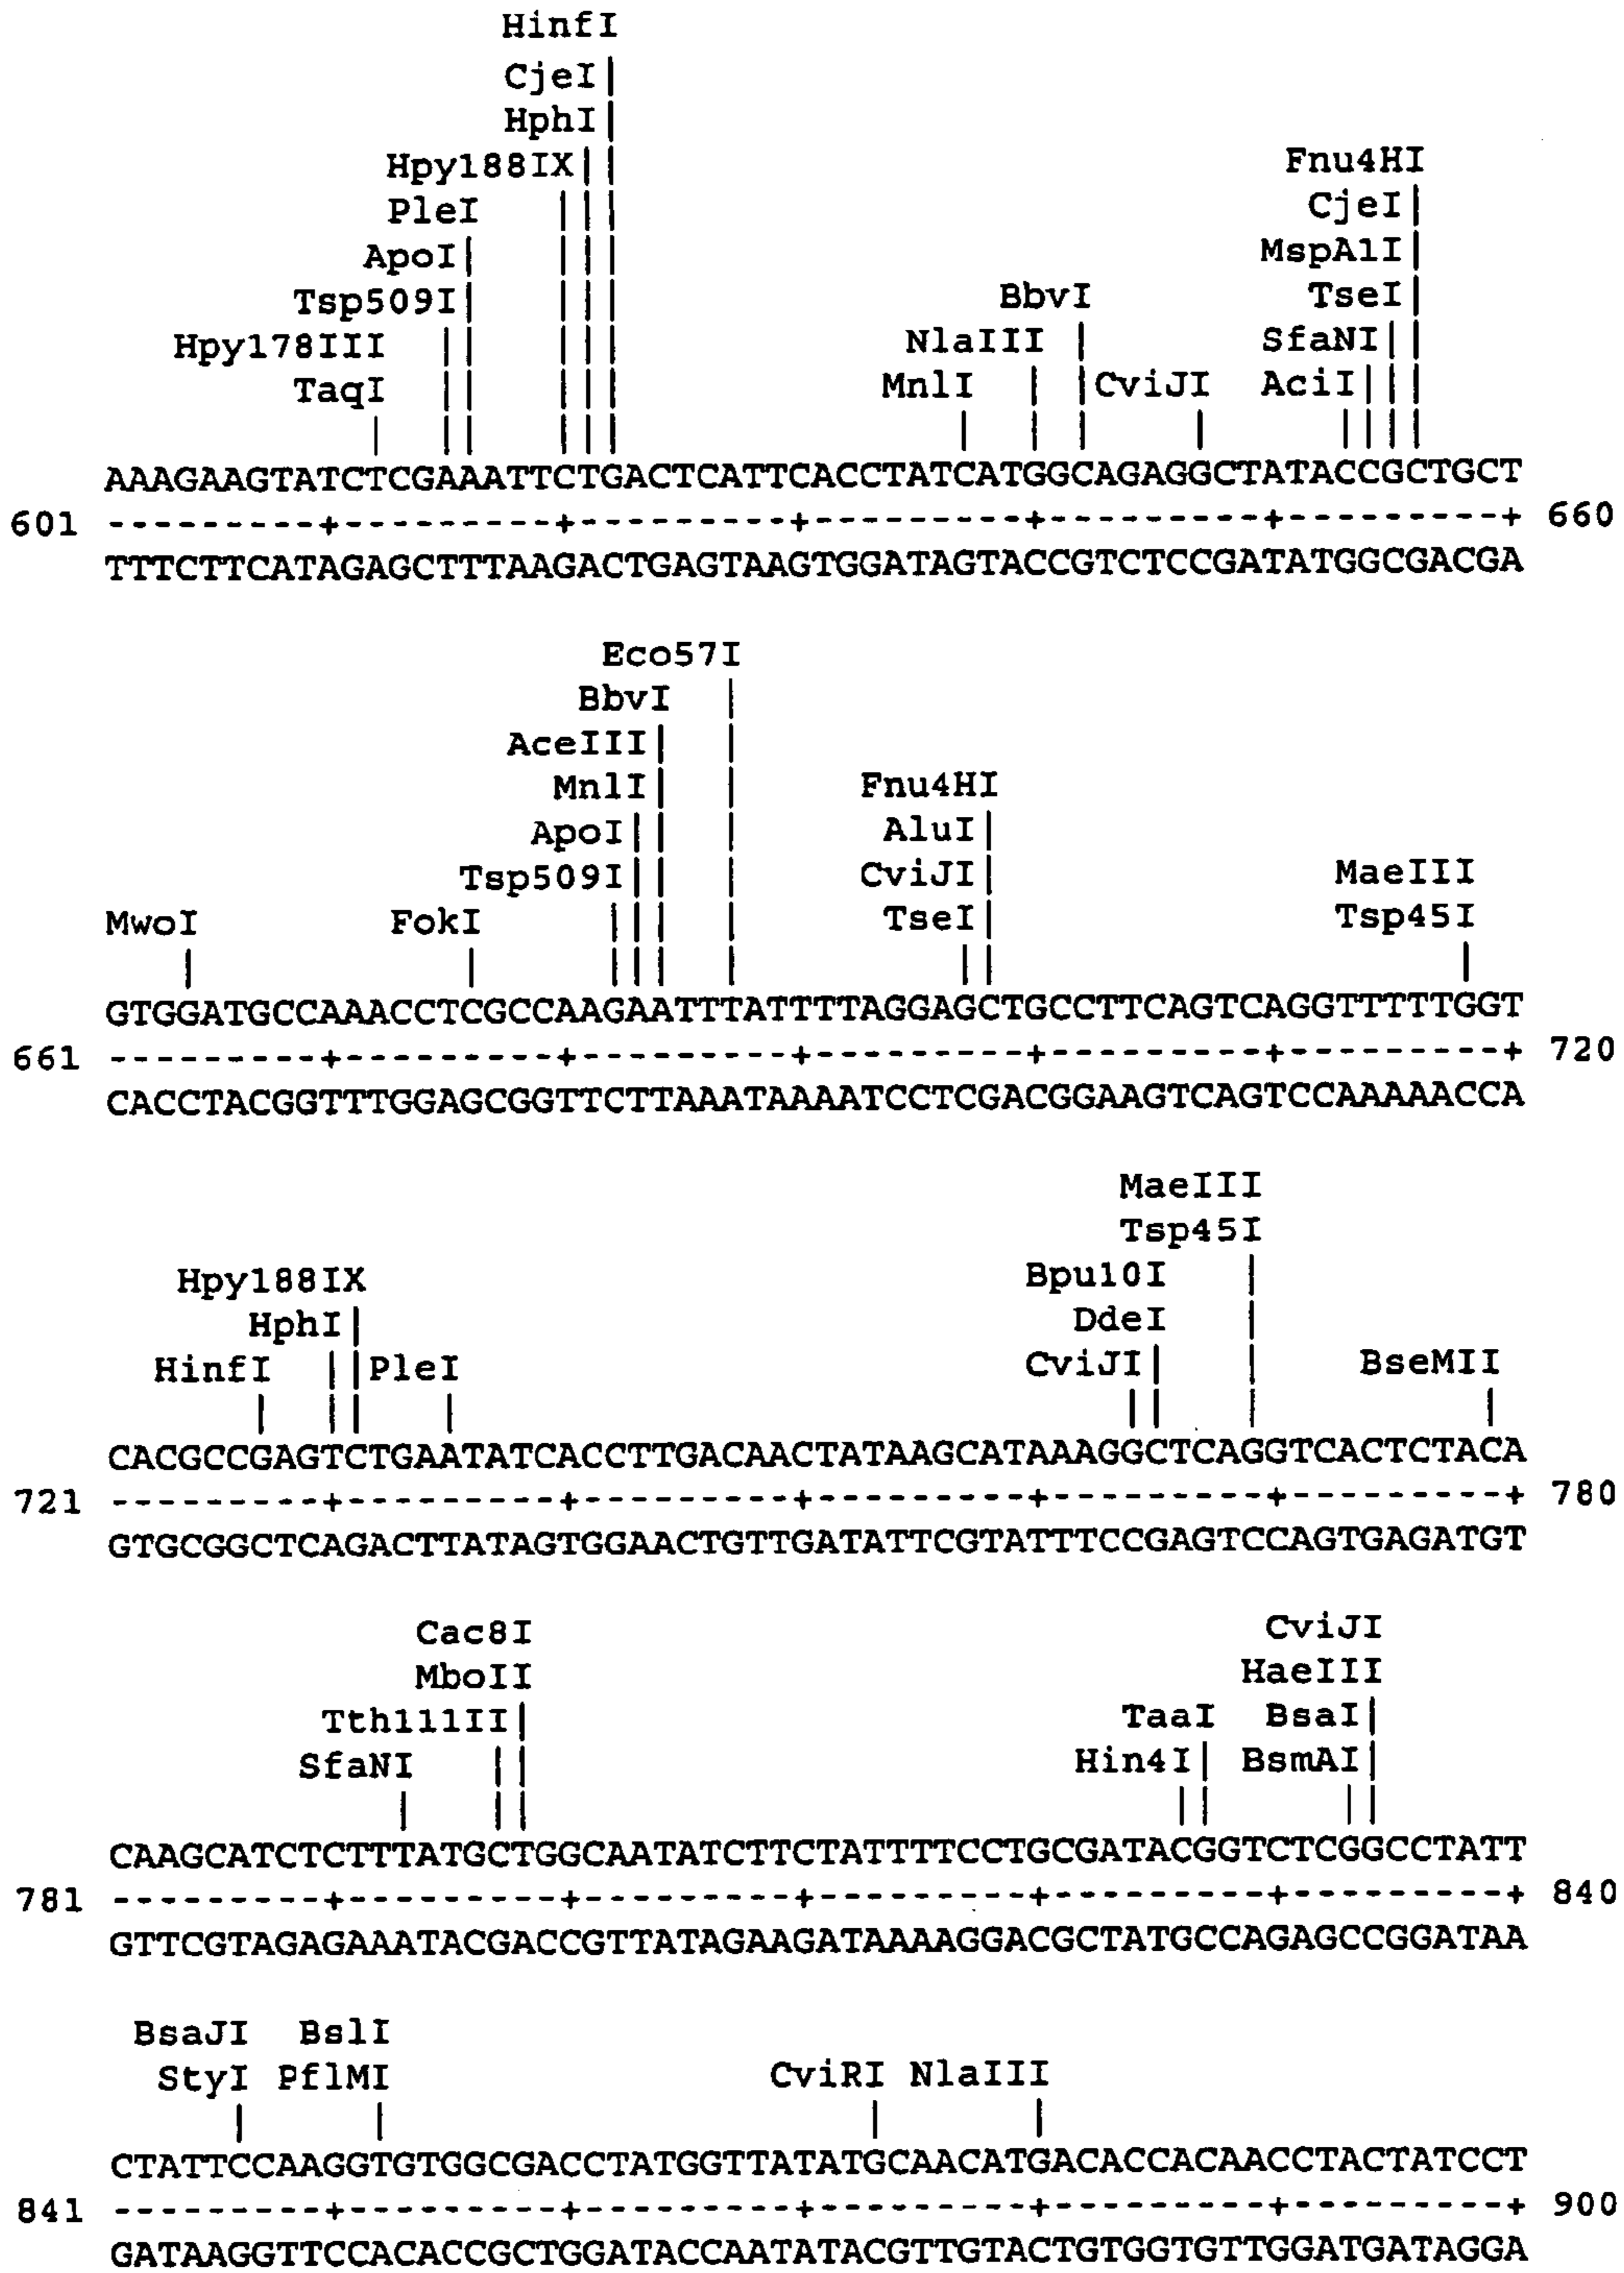 HinfI
CjeI|
HphI|
Hpy188IX| |
PleI | | |
ApoI| | | |
Tsp509I| | | |
Hpy178III || | | |
TaqI || | | |
| || | | |
AAAGAAGTATCTCGAAATTCTGACTCATTCACCTATCATGGCAGAGGCTATACCGCTGCT
601 ---------+---------+---------+---------+---------+---------+ 660
TTTCTTCATAGAGCTTTAAGACTGAGTAAGTGGATAGTACCGTCTCCGATATGGCGACGA
Fnu4HI
CjeI|
MspA1I|
BbvI TseI|
NlaIII | SfaNI||
MnlI | |CviJI AciI||||
Eco57I
BbvI |
AceIII| |
MnlI| | Fnu4HI
ApoI|| | AluI|
Tsp509I|| | CviJI| MaeIII
MwoI FokI ||| | TseI| Tsp45I
| | ||| | || |
GTGGATGCCAAACCTCGCCAAGAATTTATTTTAGGAGCTGCCTTCAGTCAGGTTTTTGGT
661 ---------+---------+---------+---------+---------+---------+ 720
CACCTACGGTTTGGAGCGGTTCTTAAATAAAATCCTCGACGGAAGTCAGTCCAAAAACCA
MaeIII
Tsp45I
Hpy188IX Bpu10I |
HphI| DdeI |
HinfI ||PleI CviJI| | BseMII
| || | || | |
CACGCCGAGTCTGAATATCACCTTGACAACTATAAGCATAAAGGCTCAGGTCACTCTACA
721 ---------+---------+---------+---------+---------+---------+ 780
GTGCGGCTCAGACTTATAGTGGAACTGTTGATATTCGTATTTCCGAGTCCAGTGAGATGT
Cac8I CviJI
MboII HaeIII
Tth111II| TaaI BsaI|
SfaNI || Hin4I| BsmAI|
| || || ||
CAAGCATCTCTTTATGCTGGCAATATCTTCTATTTTCCTGCGATACGGTCTCGGCCTATT
781 ---------+---------+---------+---------+---------+---------+ 840
GTTCGTAGAGAAATACGACCGTTATAGAAGATAAAAGGACGCTATGCCAGAGCCGGATAA
BsaJI BslI
StyI PflMI CviRI NlaIII
| | | |
CTATTCCAAGGTGTGGCGACCTATGGTTATATGCAACATGACACCACAACCTACTATCCT
841 ---------+---------+---------+---------+---------+---------+ 900
GATAAGGTTCCACACCGCTGGATACCAATATACGTTGTACTGTGGTGTTGGATGATAGGA